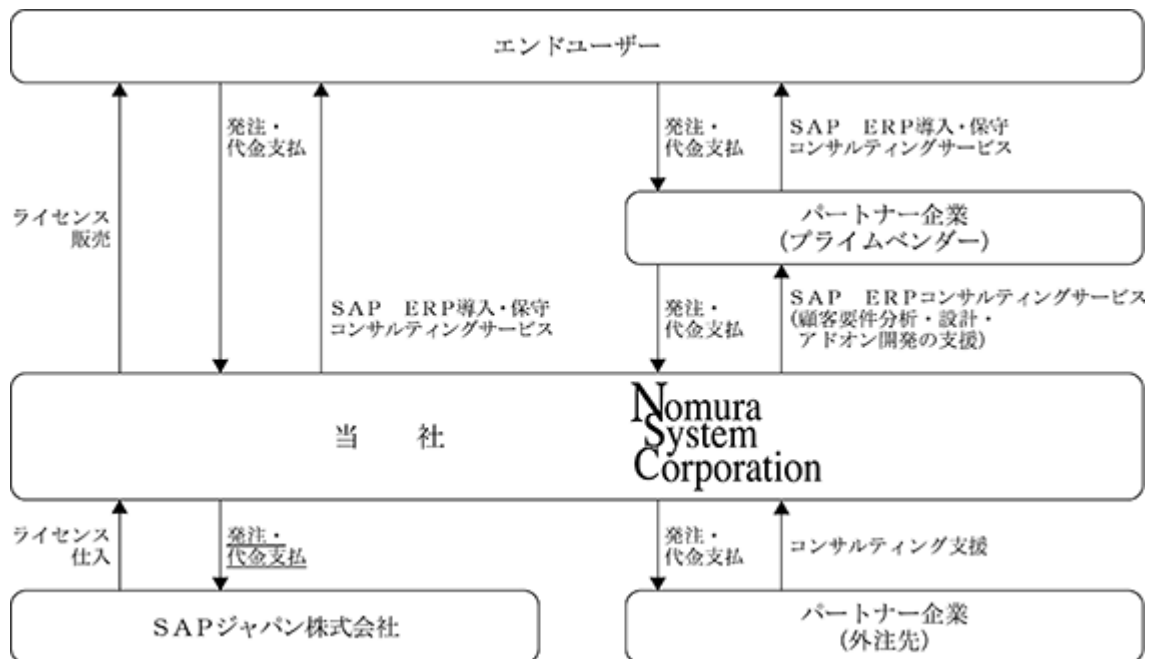 エンドユーザー
発注・
代金支払
発注・
代金支払
ＳＡＰ　ＥＲＰ導入・保守
コンサルティングサービス
ライセンス
販売
パートナー企業
(プライムベンダー)
ＳＡＰ　ＥＲＰ導入・保守
コンサルティングサービス
発注・
代金支払
ＳＡＰ　ＥＲＰコンサルティングサービス
(顧客要件分析・設計・
アドオン開発の支援)
当　　社
Nomura
System
Corporation
ライセンス
仕入
発注・
代金支払
発注・
代金支払
コンサルティング支援
ＳＡＰジャパン株式会社
パートナー企業
(外注先)